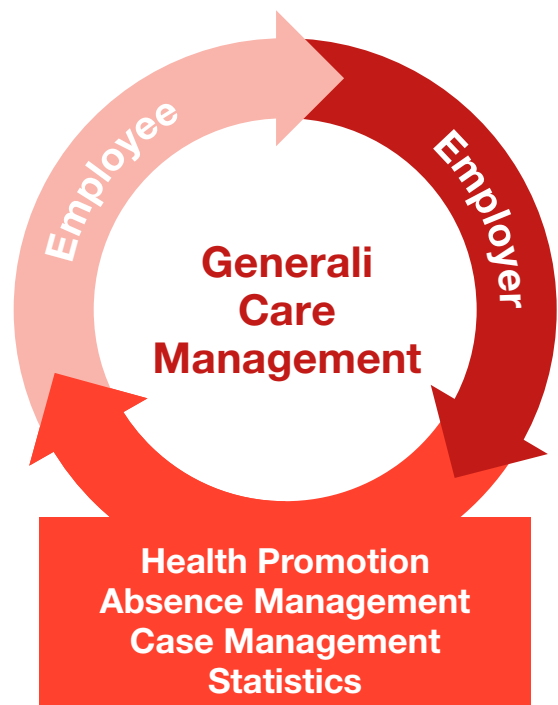 Employee
Employer
Generali
Care
Management
Health Promotion
Absence Management
Case Management
Statistics